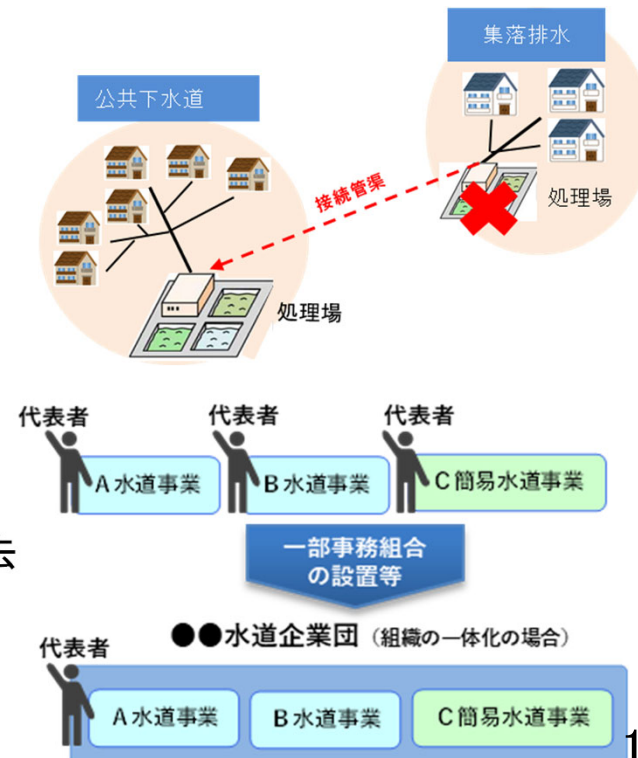 集落排水
公共下水道
接続管渠
処理場
処理場
代表者
代表者
代表者
A水道事業
B水道事業
C簡易水道事業
一部事務組合
の設置等
●●水道企業団（組織の一体化の場合）
代表者
A水道事業
B水道事業
C簡易水道事業
1